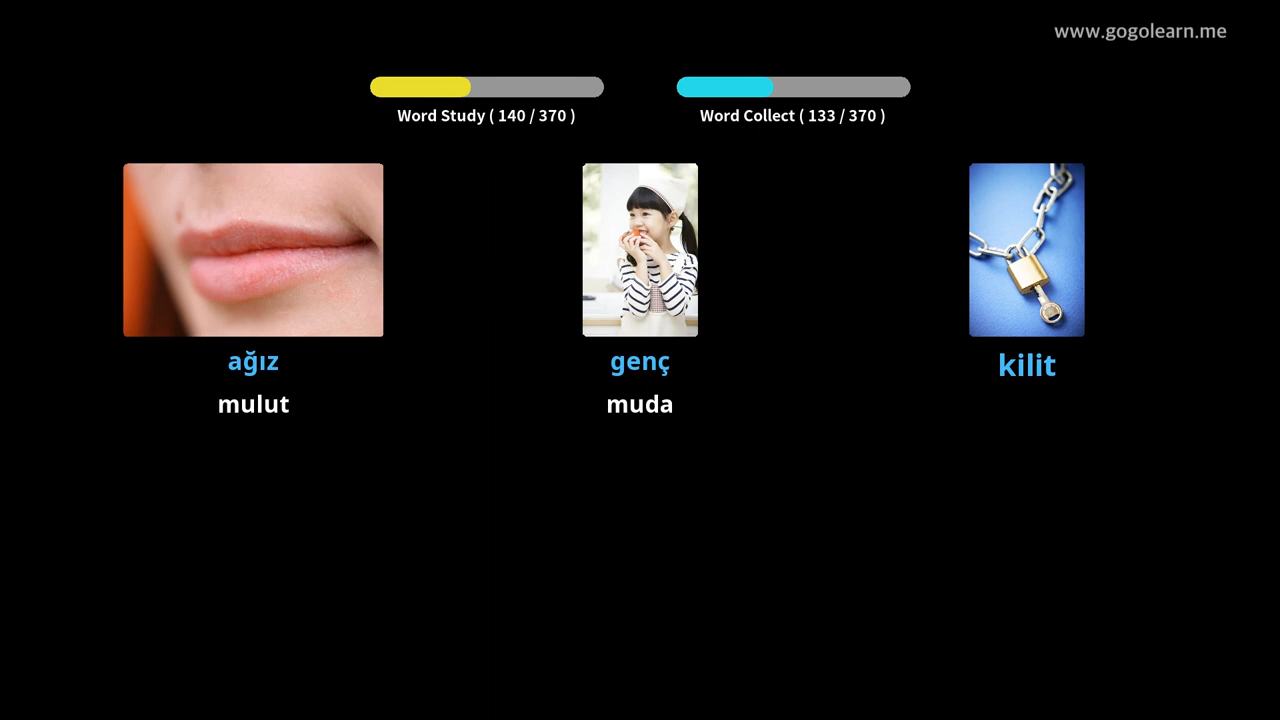 www.gogolearn.me
Word Study ( 140 / 370 )
Word Collect ( 133 / 370 )
ağız
genç
kilit
mulut
muda